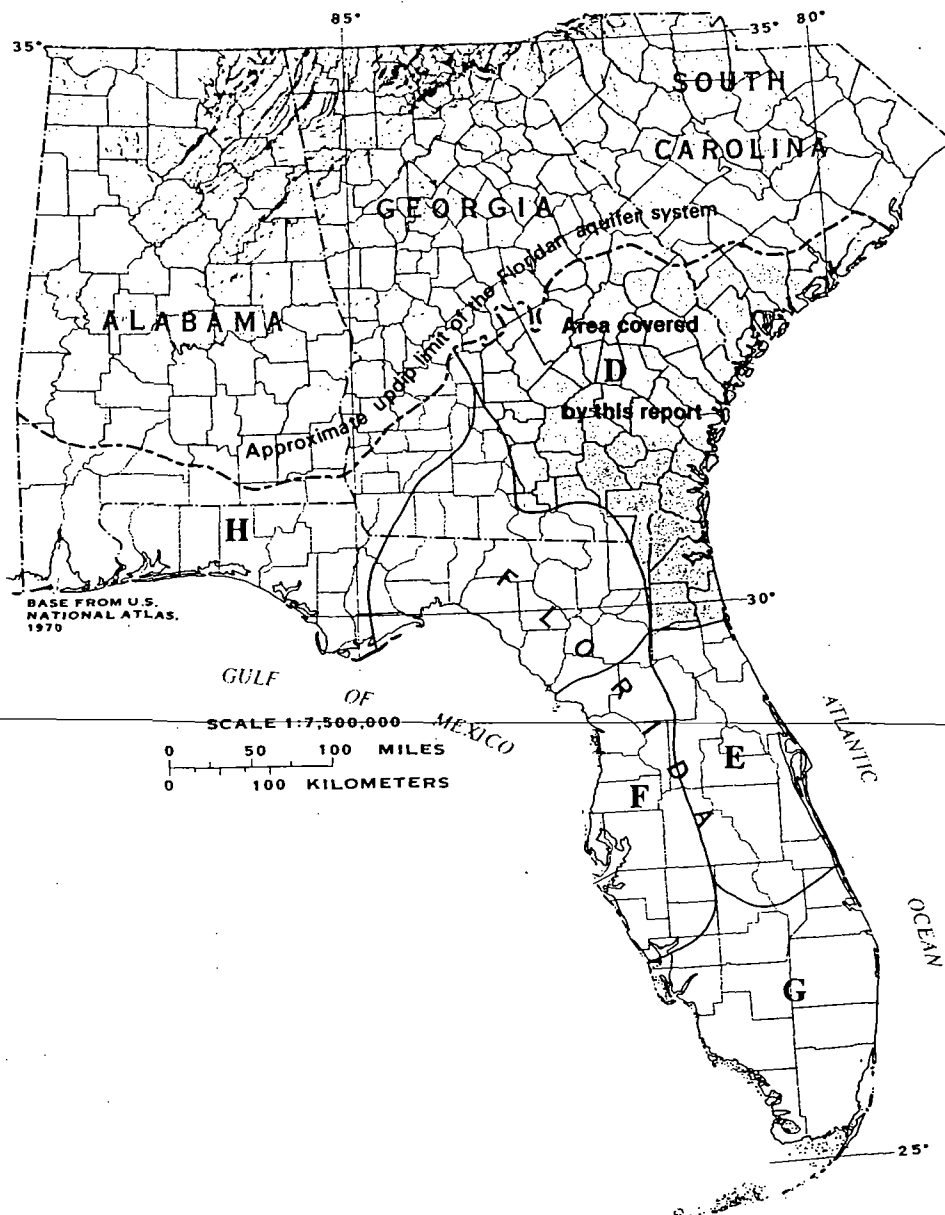 85°
80°
35°
35°
SOUTH
CAROLINA
GEORGIA
Approximate updip limit of the Floridan aquifer system
ALABAMA
Area covered
D
by this report
H
BASE FROM U.S.
NATIONAL ATLAS,
1970
30°
FLORIDA
GULF OF MEXICO
SCALE 1:7,500,000
0 50 100 MILES
0 100 KILOMETERS
ATLANTIC OCEAN
E
F
G
25°